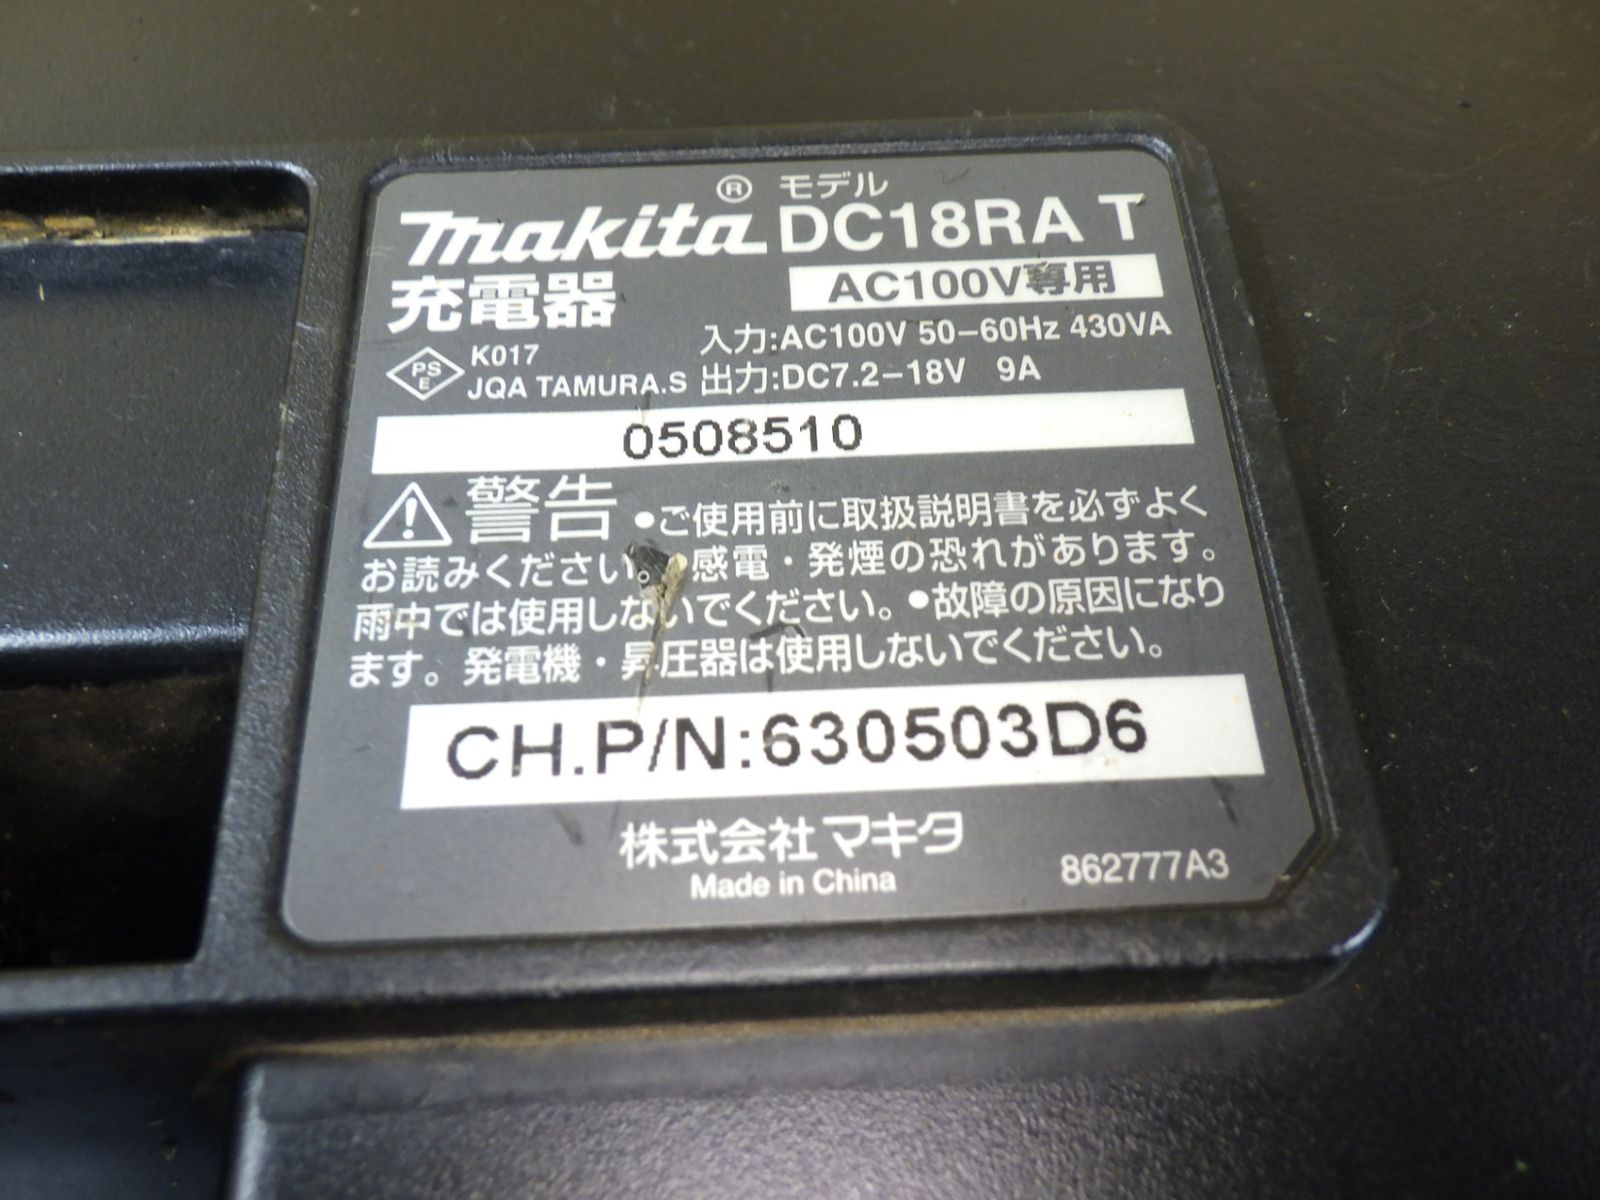 makita® モデル DC18RA T
充電器 AC100V専用
入力:AC100V 50-60Hz 430VA
出力:DC7.2-18V 9A
PS E K017
JQA TAMURA.S
0508510
警告 ●ご使用前に取扱説明書を必ずよく
お読みください 感電・発煙の恐れがあります。
雨中では使用しないでください。●故障の原因になり
ます。発電機・昇圧器は使用しないでください。
CH.P/N:630503D6
株式会社マキタ
Made in China
862777A3